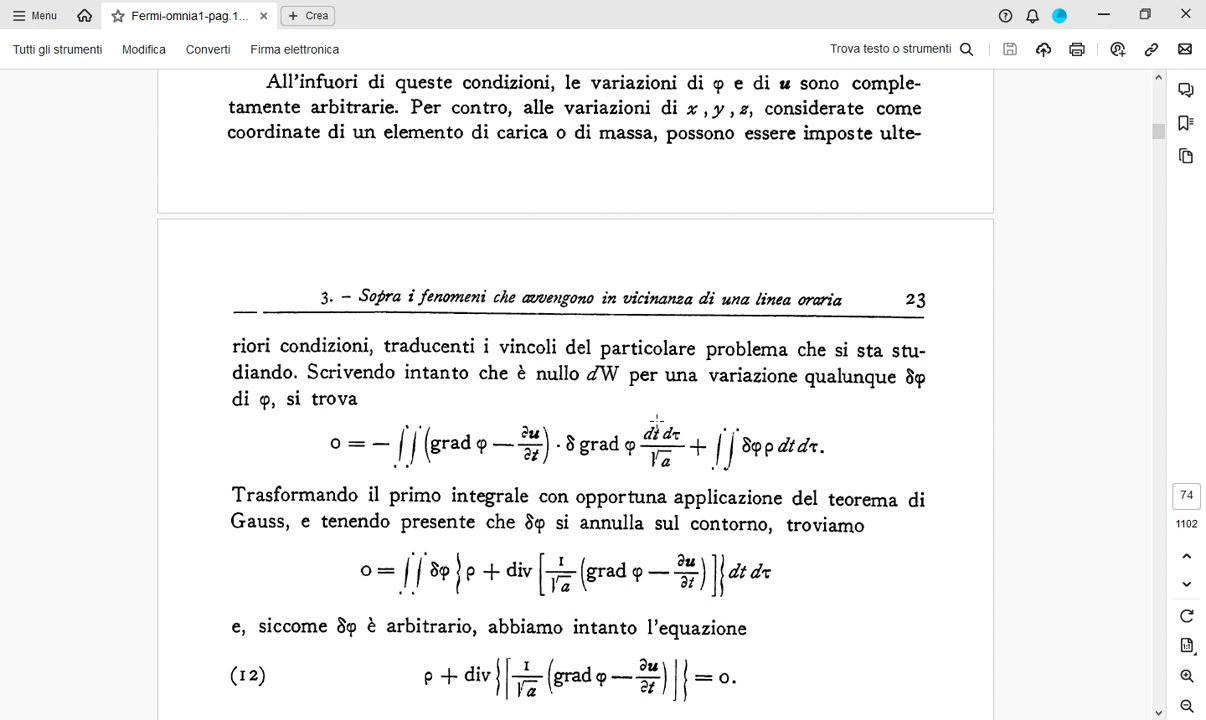 Menu Fermi-omnia1-pag.1... Crea
Tutti gli strumenti Modifica Converti Firma elettronica Trova testo o strumenti
All'infuori di queste condizioni, le variazioni di φ e di u sono comple-
tamente arbitrarie. Per contro, alle variazioni di x , y , z, considerate come
coordinate di un elemento di carica o di massa, possono essere imposte ulte-
3. – Sopra i fenomeni che avvengono in vicinanza di una linea oraria 23
riori condizioni, traducenti i vincoli del particolare problema che si sta stu-
diando. Scrivendo intanto che è nullo dW per una variazione qualunque δφ
di φ, si trova
0 = — ∫∫ (grad φ — ∂u/∂t) · δ grad φ dt dτ/√a + ∫∫ δφ ρ dt dτ.
Trasformando il primo integrale con opportuna applicazione del teorema di
Gauss, e tenendo presente che δφ si annulla sul contorno, troviamo
0 = ∫∫ δφ } ρ + div [1/√a (grad φ — ∂u/∂t)] { dt dτ
e, siccome δφ è arbitrario, abbiamo intanto l'equazione
(12) ρ + div } [1/√a (grad φ — ∂u/∂t)] { = 0.
74
1102
1:1